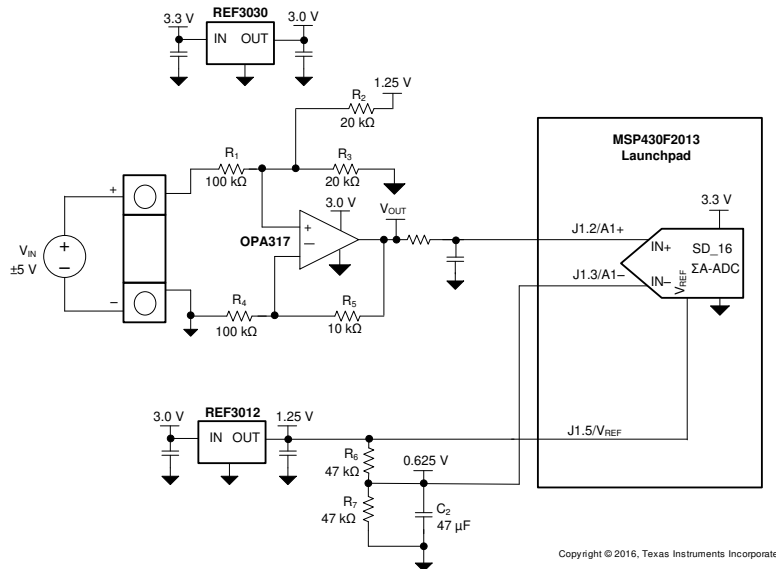 REF3030
3.3 V
3.0 V
IN OUT
1.25 V
R2
20 kΩ
R1
100 kΩ
R3
20 kΩ
MSP430F2013
Launchpad
3.0 V
VOUT
+
OPA317
−
3.3 V
J1.2/A1+
IN+
SD_16
ΣA-ADC
J1.3/A1−
IN−
VREF
+
VIN
±5 V
+
−
−
R4
100 kΩ
R5
10 kΩ
REF3012
3.0 V
1.25 V
IN OUT
J1.5/VREF
R6
47 kΩ
0.625 V
R7
47 kΩ
C2
47 µF
Copyright © 2016, Texas Instruments Incorporate